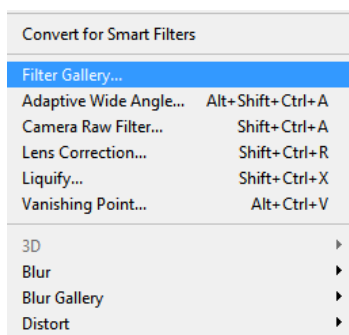 Convert for Smart Filters
Filter Gallery...
Adaptive Wide Angle... Alt+Shift+Ctrl+A
Camera Raw Filter... Shift+Ctrl+A
Lens Correction... Shift+Ctrl+R
Liquify... Shift+Ctrl+X
Vanishing Point... Alt+Ctrl+V
3D
Blur
Blur Gallery
Distort